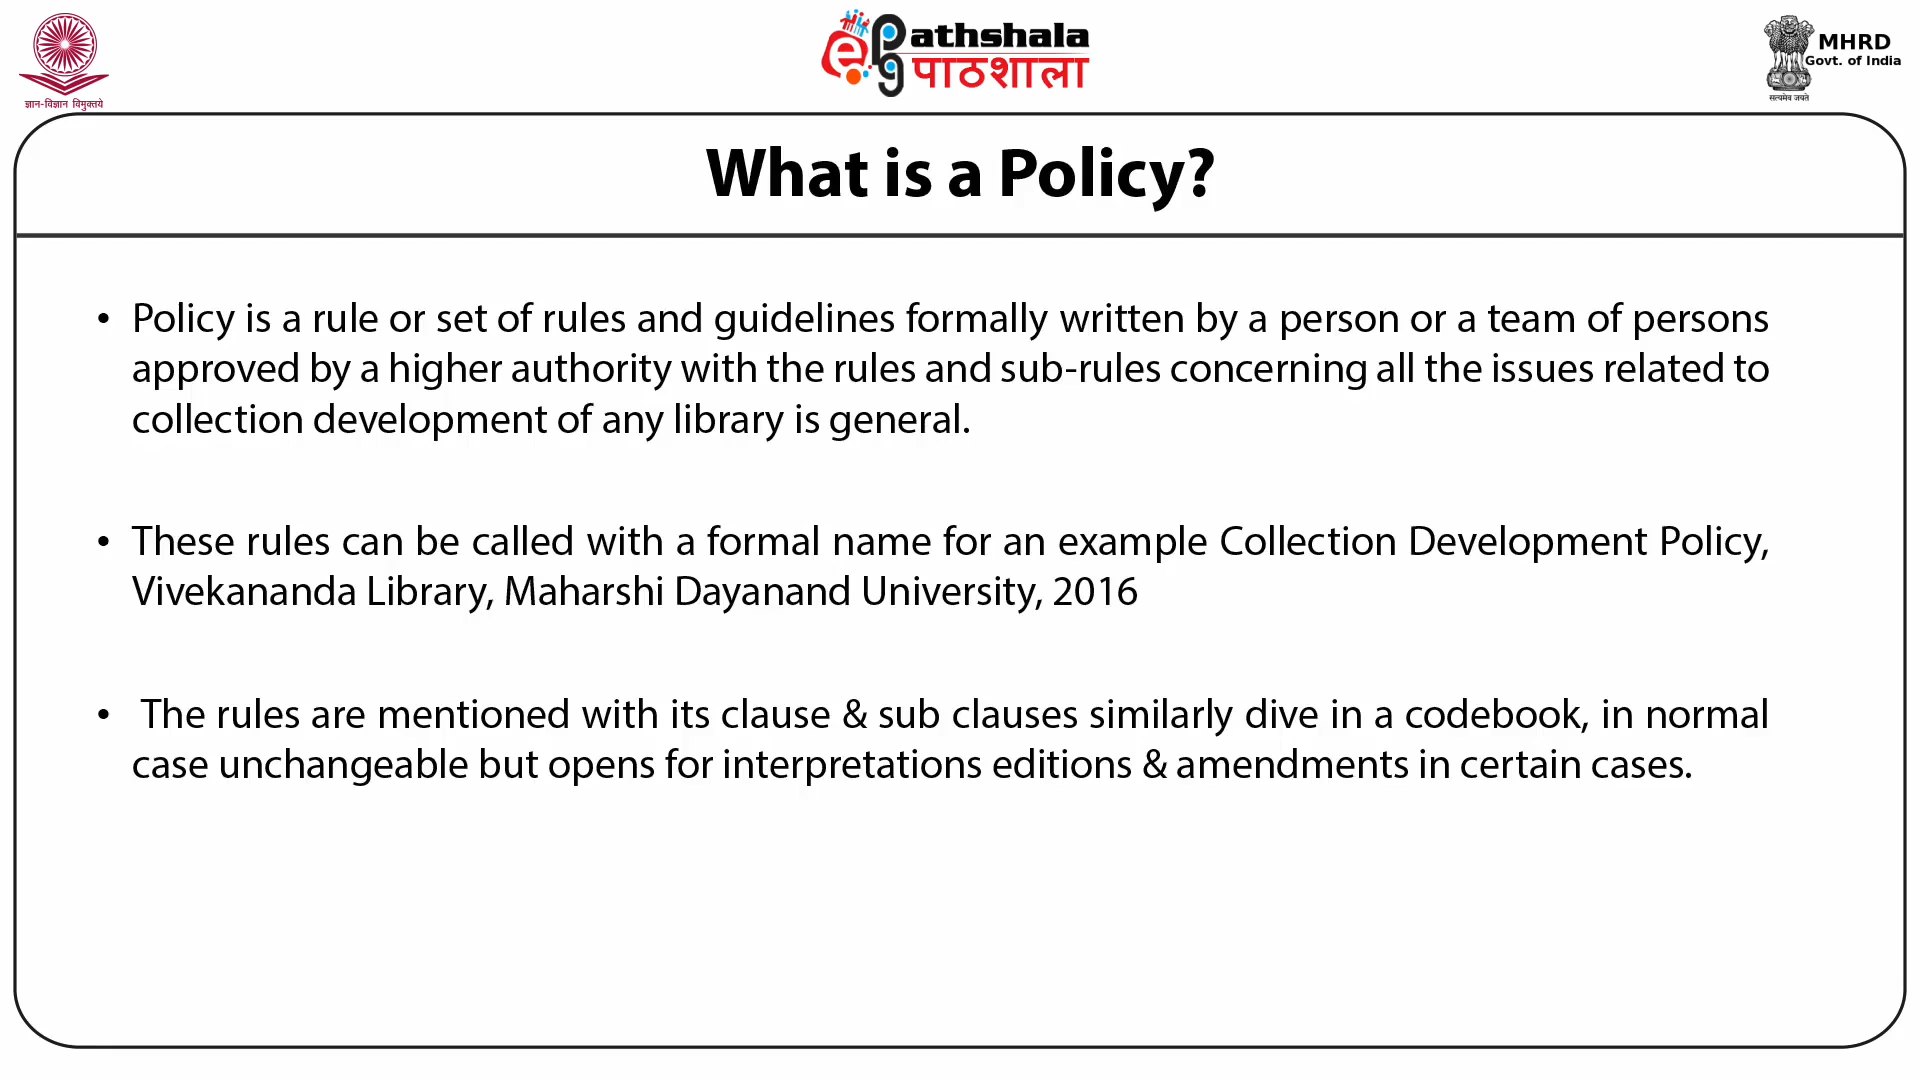 ज्ञान-विज्ञान विमुक्तये
e PG athshala
पाठशाला
MHRD
Govt. of India
सत्यमेव जयते
What is a Policy?
• Policy is a rule or set of rules and guidelines formally written by a person or a team of persons
approved by a higher authority with the rules and sub-rules concerning all the issues related to
collection development of any library is general.
• These rules can be called with a formal name for an example Collection Development Policy,
Vivekananda Library, Maharshi Dayanand University, 2016
• The rules are mentioned with its clause & sub clauses similarly dive in a codebook, in normal
case unchangeable but opens for interpretations editions & amendments in certain cases.